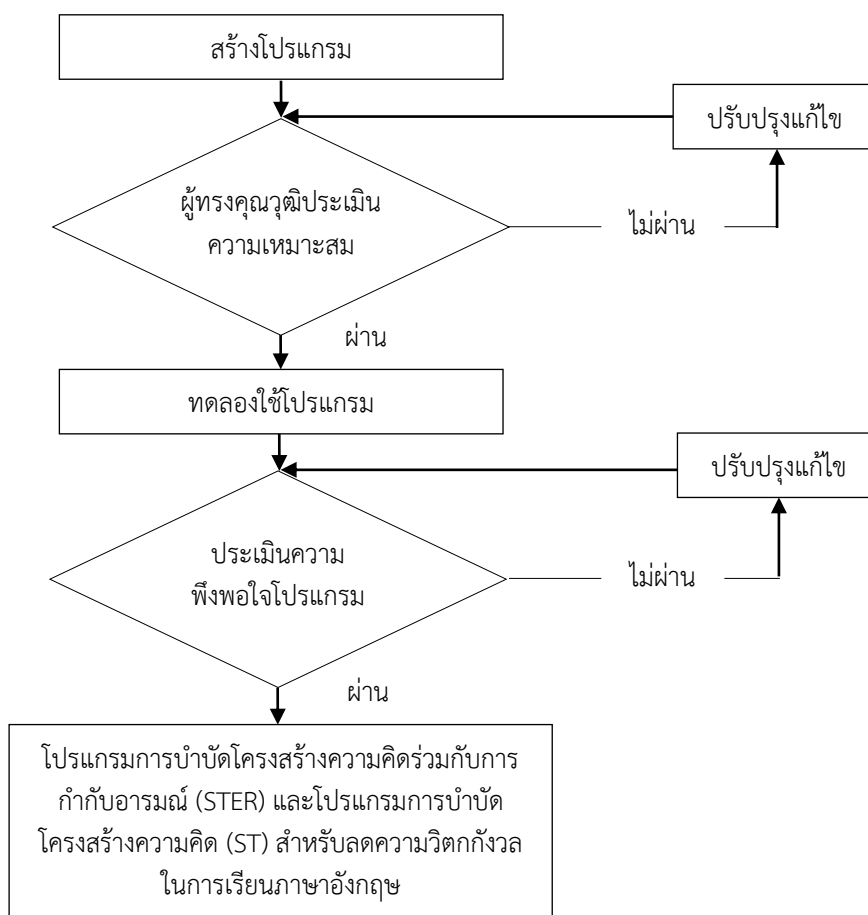 สร้างโปรแกรม
ปรับปรุงแก้ไข
ผู้ทรงคุณวุฒิประเมิน
ความเหมาะสม
ไม่ผ่าน
ผ่าน
ทดลองใช้โปรแกรม
ปรับปรุงแก้ไข
ประเมินความ
พึงพอใจโปรแกรม
ไม่ผ่าน
ผ่าน
โปรแกรมการบำบัดโครงสร้างความคิดร่วมกับการ
กำกับอารมณ์ (STER) และโปรแกรมการบำบัด
โครงสร้างความคิด (ST) สำหรับลดความวิตกกังวล
ในการเรียนภาษาอังกฤษ